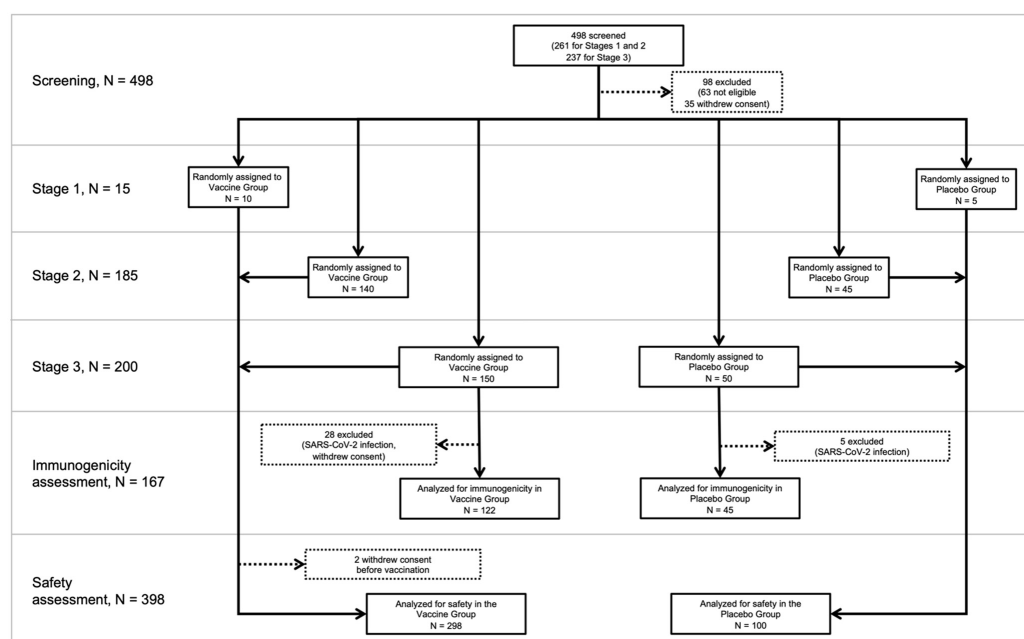 498 screened
(261 for Stages 1 and 2
237 for Stage 3)
Screening, N = 498
98 excluded
(63 not eligible
35 withdrew consent)
Stage 1, N = 15
Randomly assigned to
Vaccine Group
N = 10
Randomly assigned to
Placebo Group
N = 5
Stage 2, N = 185
Randomly assigned to
Vaccine Group
N = 140
Randomly assigned to
Placebo Group
N = 45
Stage 3, N = 200
Randomly assigned to
Vaccine Group
N = 150
Randomly assigned to
Placebo Group
N = 50
28 excluded
(SARS-CoV-2 infection,
withdrew consent)
5 excluded
(SARS-CoV-2 infection)
Immunogenicity
assessment, N = 167
Analyzed for immunogenicity in
Vaccine Group
N = 122
Analyzed for immunogenicity in
Placebo Group
N = 45
2 withdrew consent
before vaccination
Safety
assessment, N = 398
Analyzed for safety in the
Vaccine Group
N = 298
Analyzed for safety in the
Placebo Group
N = 100